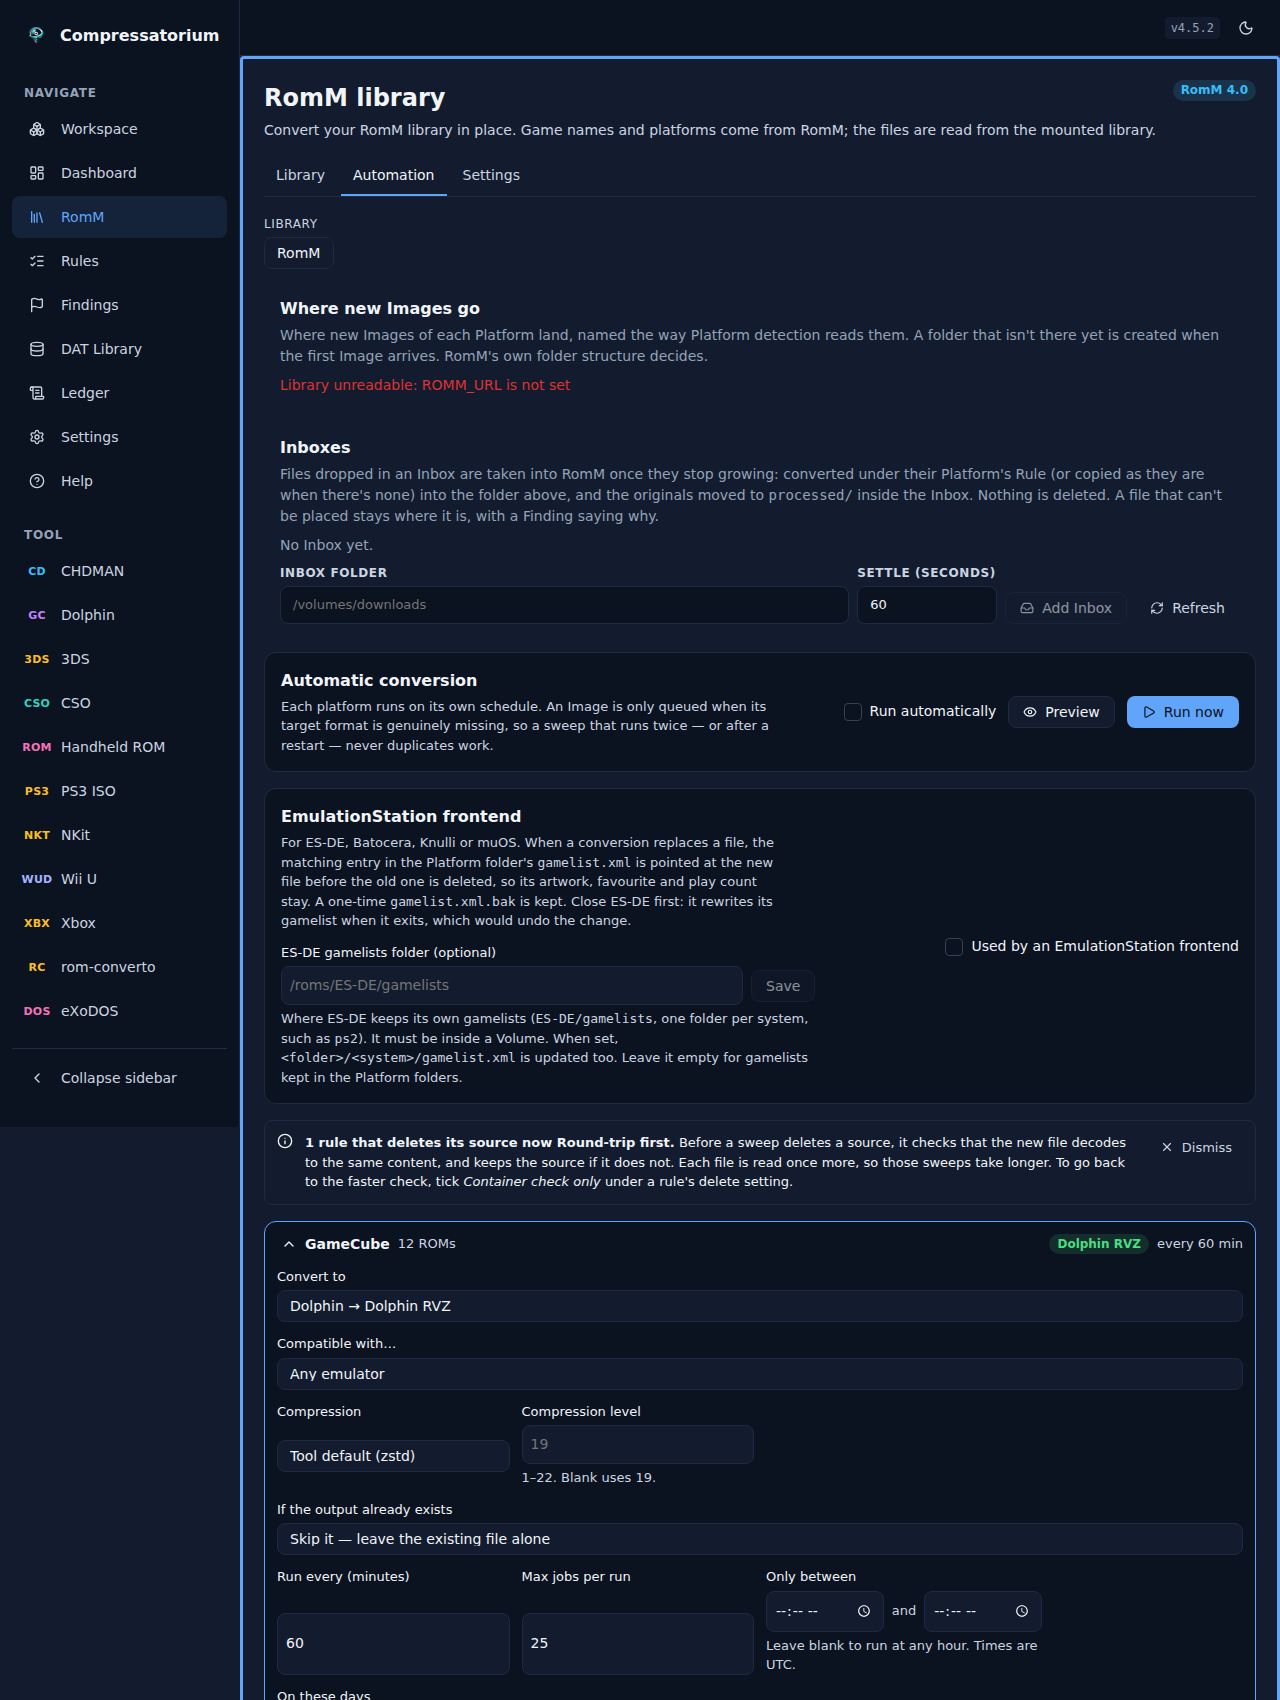 Compressatorium
v4.5.2
NAVIGATE
Workspace
Dashboard
RomM
Rules
Findings
DAT Library
Ledger
Settings
Help
TOOL
CD CHDMAN
GC Dolphin
3DS 3DS
CSO CSO
ROM Handheld ROM
PS3 PS3 ISO
NKT NKit
WUD Wii U
XBX Xbox
RC rom-converto
DOS eXoDOS
Collapse sidebar
RomM library
RomM 4.0
Convert your RomM library in place. Game names and platforms come from RomM; the files are read from the mounted library.
Library Automation Settings
LIBRARY
RomM
Where new Images go
Where new Images of each Platform land, named the way Platform detection reads them. A folder that isn't there yet is created when
the first Image arrives. RomM's own folder structure decides.
Library unreadable: ROMM_URL is not set
Inboxes
Files dropped in an Inbox are taken into RomM once they stop growing: converted under their Platform's Rule (or copied as they are
when there's none) into the folder above, and the originals moved to processed/ inside the Inbox. Nothing is deleted. A file that can't
be placed stays where it is, with a Finding saying why.
No Inbox yet.
INBOX FOLDER SETTLE (SECONDS)
/volumes/downloads 60 Add Inbox Refresh
Automatic conversion
Each platform runs on its own schedule. An Image is only queued when its
target format is genuinely missing, so a sweep that runs twice — or after a
restart — never duplicates work.
Run automatically Preview Run now
EmulationStation frontend
For ES-DE, Batocera, Knulli or muOS. When a conversion replaces a file, the
matching entry in the Platform folder's gamelist.xml is pointed at the new
file before the old one is deleted, so its artwork, favourite and play count
stay. A one-time gamelist.xml.bak is kept. Close ES-DE first: it rewrites its
gamelist when it exits, which would undo the change.
ES-DE gamelists folder (optional)
/roms/ES-DE/gamelists Save
Where ES-DE keeps its own gamelists (ES-DE/gamelists, one folder per system,
such as ps2). It must be inside a Volume. When set,
<folder>/<system>/gamelist.xml is updated too. Leave it empty for gamelists
kept in the Platform folders.
Used by an EmulationStation frontend
1 rule that deletes its source now Round-trip first. Before a sweep deletes a source, it checks that the new file decodes
to the same content, and keeps the source if it does not. Each file is read once more, so those sweeps take longer. To go back
to the faster check, tick Container check only under a rule's delete setting.
Dismiss
GameCube 12 ROMs Dolphin RVZ every 60 min
Convert to
Dolphin → Dolphin RVZ
Compatible with…
Any emulator
Compression Compression level
Tool default (zstd) 19
1–22. Blank uses 19.
If the output already exists
Skip it — leave the existing file alone
Run every (minutes) Max jobs per run Only between
60 25 --:-- -- and --:-- --
Leave blank to run at any hour. Times are
UTC.
On these days